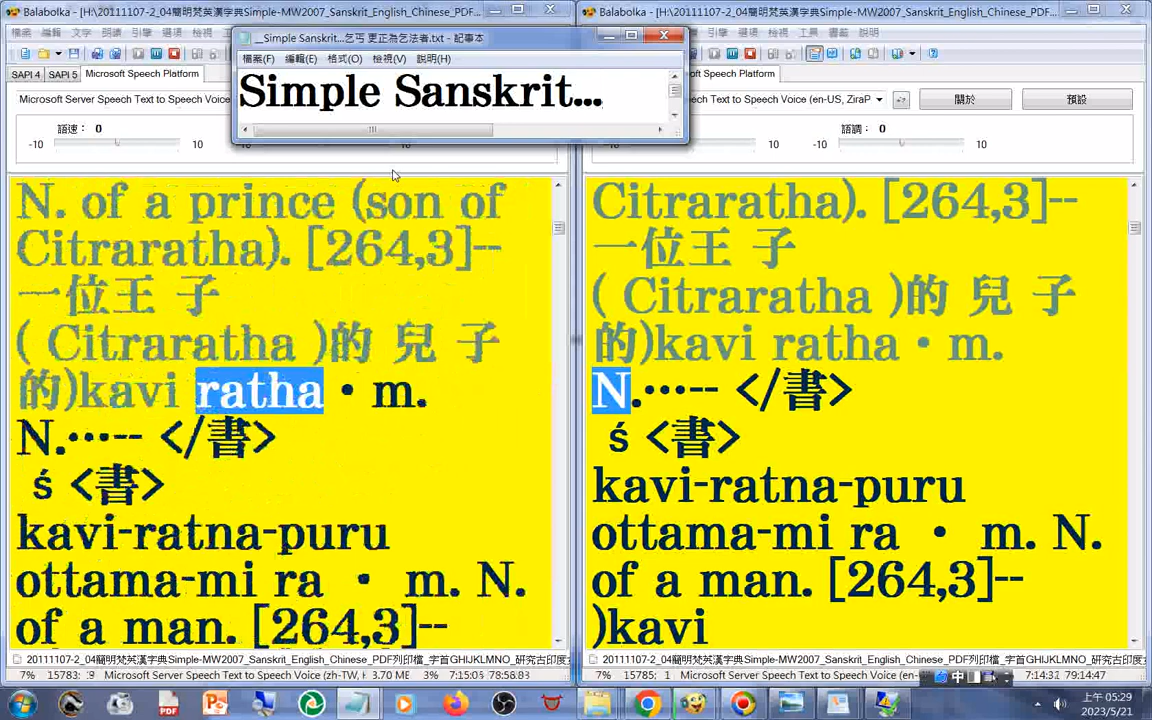 Balabolka - [H:\20111107-2_04簡明梵英漢字典Simple-MW2007_Sanskrit_English_Chinese_PDF...
Balabolka - [H:\20111107-2_04簡明梵英漢字典Simple-MW2007_Sanskrit_English_Chinese_PDF...
__Simple Sanskrit...乞丐 更正為乞法者.txt - 記事本
檔案(F) 編輯(E) 格式(O) 檢視(V) 說明(H)
Simple Sanskrit...
SAPI 4 SAPI 5 Microsoft Speech Platform
Microsoft Server Speech Text to Speech Voice
語速： 0
-10 10
N. of a prince (son of
Citraratha). [264,3]--
一位王 子
( Citraratha )的 兒 子
的)kavi ratha • m.
N.…-- </書>
ś <書>
kavi-ratna-puru
ottama-mi ra • m. N.
of a man. [264,3]--
20111107-2_04簡明梵英漢字典Simple-MW2007_Sanskrit_English_Chinese_PDF列印檔_字首GHIJKLMNO_研究古印度
7% Microsoft Server Speech Text to Speech Voice (zh-TW, 3.70 MB 3% 7:15:05 78:56:83
引擎 選項 檢視 工具 書籤 說明
Speech Platform
Text to Speech Voice (en-US, ZiraP
關於 預設
語調： 0
-10 10
Citraratha). [264,3]--
一位王 子
( Citraratha )的 兒 子
的)kavi ratha • m.
N.…-- </書>
ś <書>
kavi-ratna-puru
ottama-mi ra • m. N.
of a man. [264,3]--
)kavi
20111107-2_04簡明梵英漢字典Simple-MW2007_Sanskrit_English_Chinese_PDF列印檔_字首GHIJKLMNO_研究古印度
7% 15785: Microsoft Server Speech Text to Speech Voice 7:14:32 79:14:47
中
上午 05:29
2023/5/21